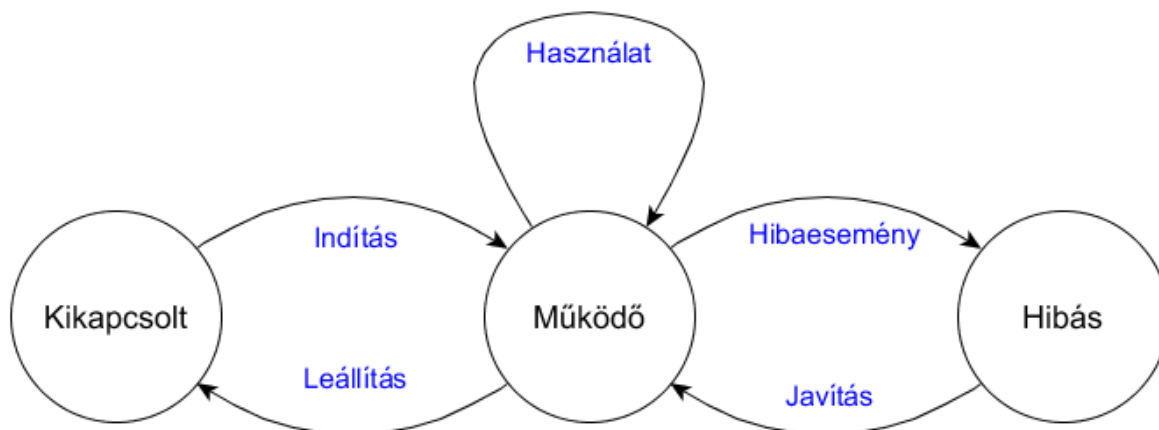 Használat
Indítás
Hibaesemény
Kikapcsolt
Működő
Hibás
Leállítás
Javítás